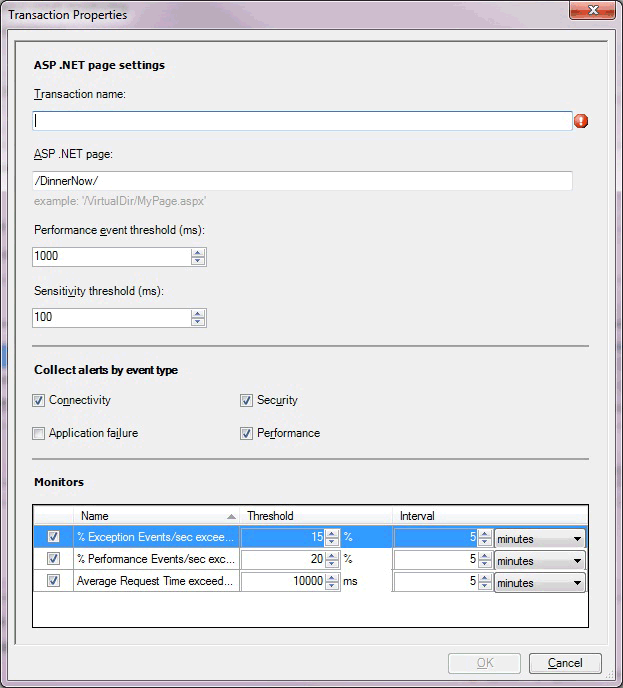 Transaction Properties
ASP .NET page settings
Transaction name:
ASP .NET page:
/DinnerNow/
example: '/VirtualDir/MyPage.aspx'
Performance event threshold (ms):
1000
Sensitivity threshold (ms):
100
Collect alerts by event type
Connectivity Security
Application failure Performance
Monitors
Name Threshold Interval
% Exception Events/sec excee... 15 % 5 minutes
% Performance Events/sec exc... 20 % 5 minutes
Average Request Time exceed... 10000 ms 5 minutes
OK Cancel